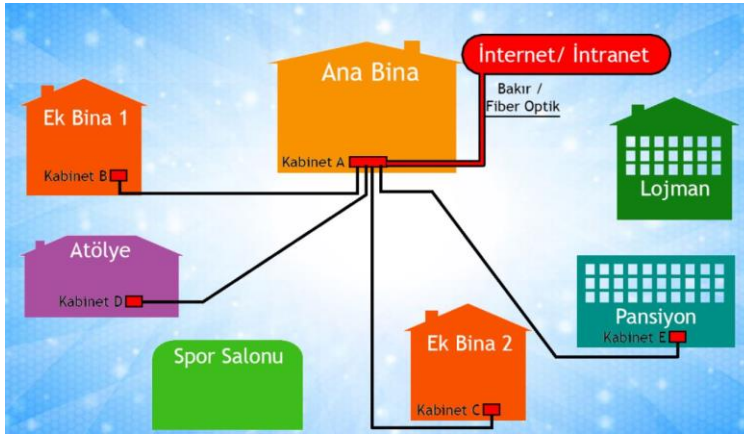 İnternet/ İntranet
Ana Bina
Bakır /
Fiber Optik
Ek Bina 1
Kabinet A
Kabinet B
Lojman
Atölye
Kabinet D
Pansiyon
Kabinet E
Ek Bina 2
Spor Salonu
Kabinet C